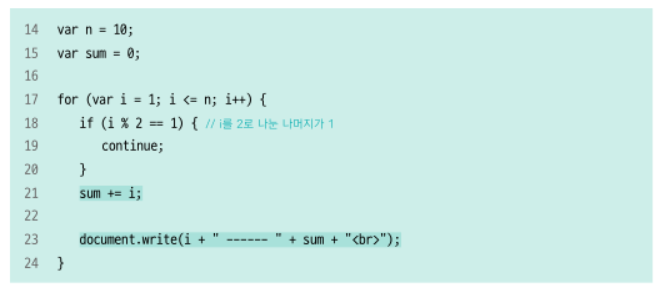 14 var n = 10;
15 var sum = 0;
16
17 for (var i = 1; i <= n; i++) {
18 if (i % 2 == 1) { // i를 2로 나눈 나머지가 1
19 continue;
20 }
21 sum += i;
22
23 document.write(i + " ------ " + sum + "<br>");
24 }